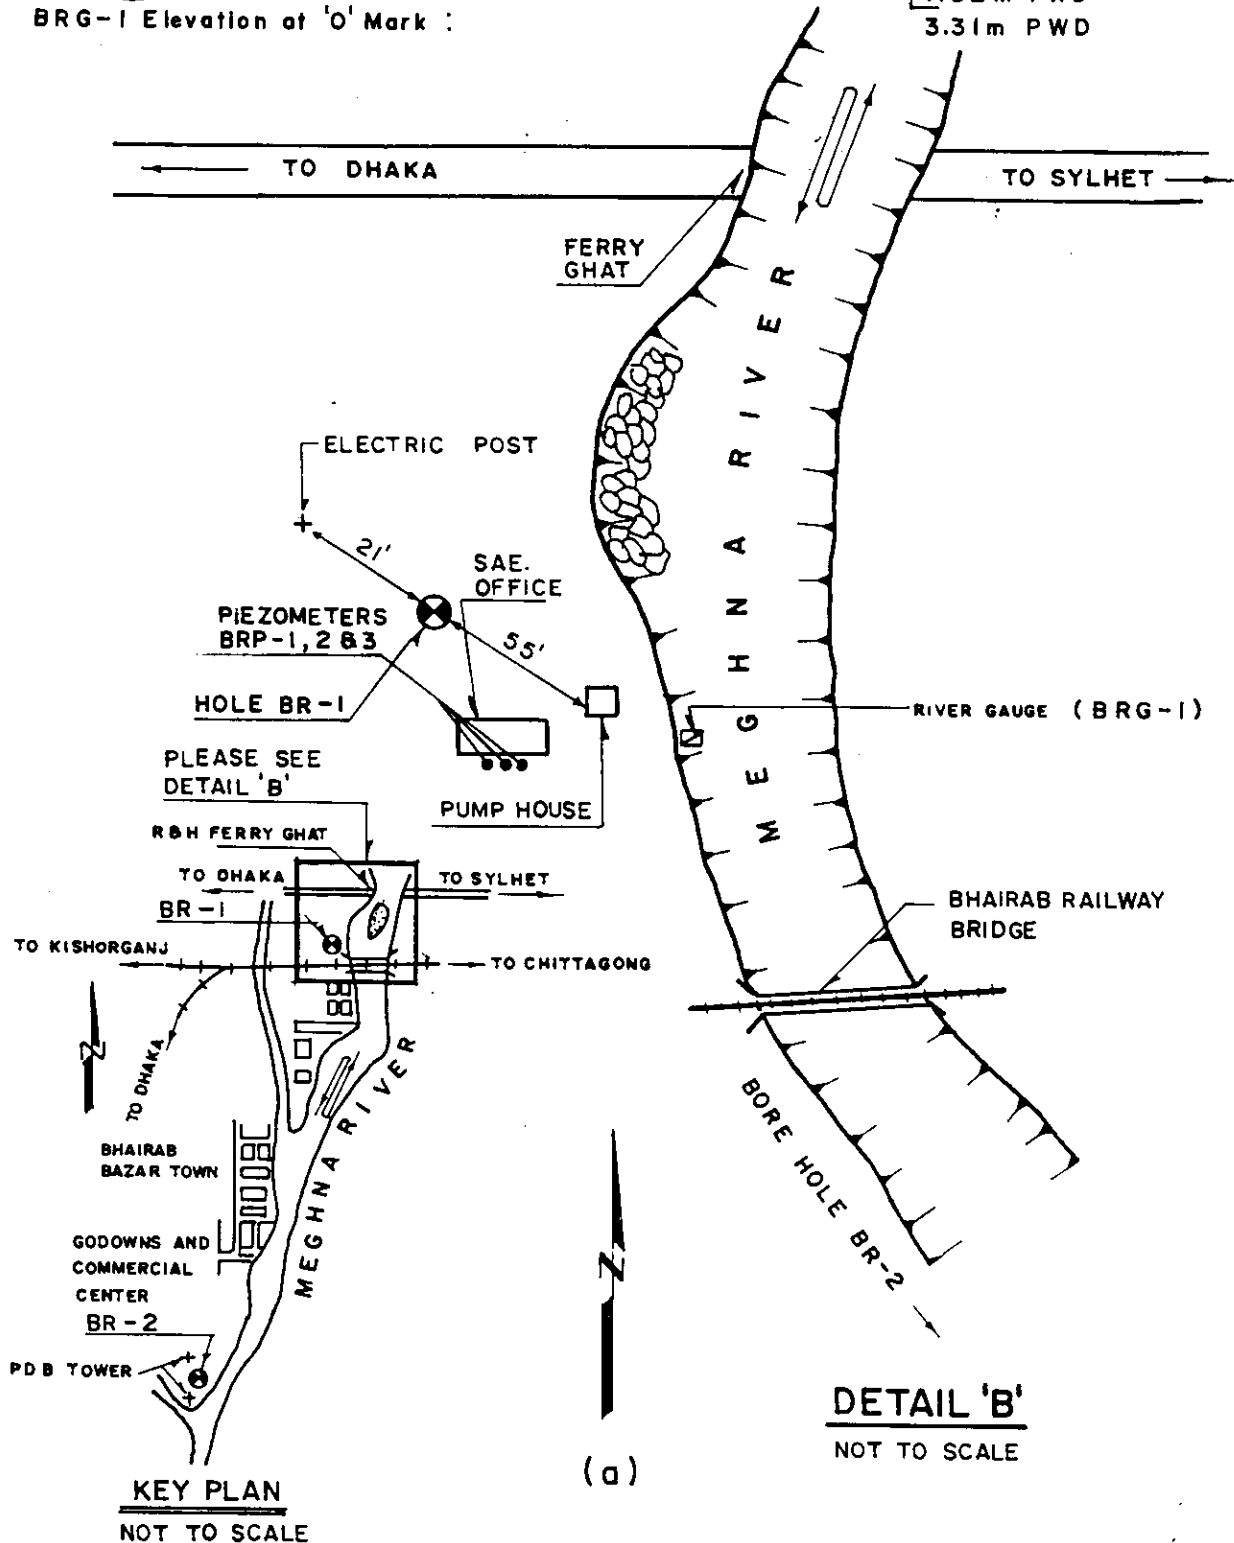 BRG-1 Elevation at 'O' Mark :
3.31m PWD
TO DHAKA
TO SYLHET
FERRY
GHAT
MEGHNA RIVER
ELECTRIC POST
21'
SAE.
OFFICE
PIEZOMETERS
BRP-1, 2 & 3
55'
HOLE BR-1
RIVER GAUGE (BRG-1)
PLEASE SEE
DETAIL 'B'
PUMP HOUSE
R & H FERRY GHAT
TO DHAKA
TO SYLHET
BR-1
BHAIRAB RAILWAY
BRIDGE
TO KISHORGANJ
TO CHITTAGONG
N
TO DHAKA
MEGHNA RIVER
BHAIRAB
BAZAR TOWN
BORE HOLE BR-2
N
GODOWNS AND
COMMERCIAL
CENTER
BR-2
PDB TOWER
DETAIL 'B'
NOT TO SCALE
(a)
KEY PLAN
NOT TO SCALE